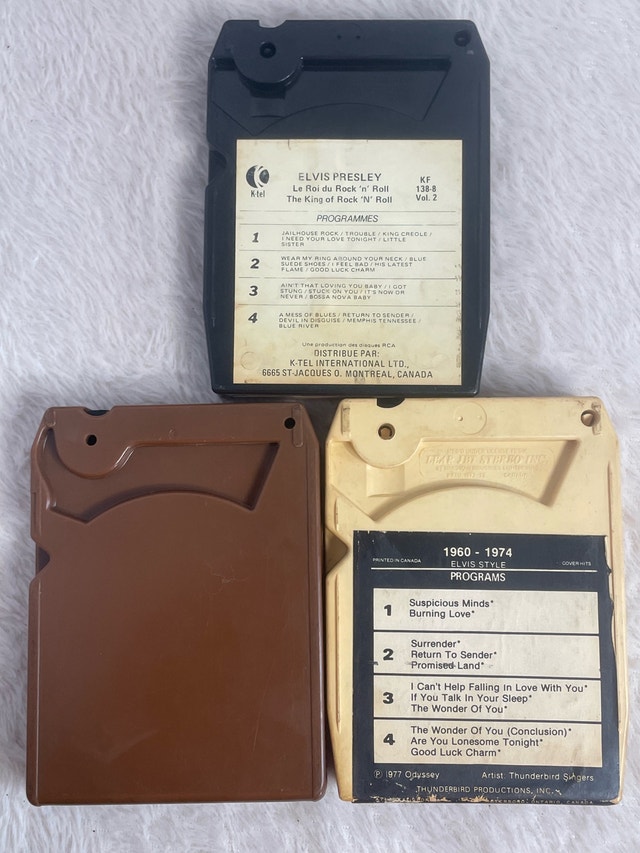 K-tel
ELVIS PRESLEY
Le Roi du Rock 'n' Roll
The King of Rock 'N' Roll
KF
138-8
Vol. 2
PROGRAMMES
1
JAILHOUSE ROCK / TROUBLE / KING CREOLE /
I NEED YOUR LOVE TONIGHT / LITTLE
SISTER
2
WEAR MY RING AROUND YOUR NECK / BLUE
SUEDE SHOES / I FEEL BAD / HIS LATEST
FLAME / GOOD LUCK CHARM
3
AIN'T THAT LOVING YOU BABY / I GOT
STUNG / STUCK ON YOU / IT'S NOW OR
NEVER / BOSSA NOVA BABY
4
A MESS OF BLUES / RETURN TO SENDER /
DEVIL IN DISGUISE / MEMPHIS TENNESSEE /
BLUE RIVER
Une production des disques RCA
DISTRIBUE PAR:
K-TEL INTERNATIONAL LTD.,
6665 ST-JACQUES O. MONTREAL, CANADA
LEAR JET STEREO INC.
1960 - 1974
PRINTED IN CANADA
ELVIS STYLE
COVER HITS
PROGRAMS
1
Suspicious Minds*
Burning Love*
2
Surrender*
Return To Sender*
Promised Land*
3
I Can't Help Falling In Love With You*
If You Talk In Your Sleep*
The Wonder Of You*
4
The Wonder Of You (Conclusion)*
Are You Lonesome Tonight*
Good Luck Charm*
℗ 1977 Odyssey
Artist: Thunderbird Singers
THUNDERBIRD PRODUCTIONS, INC.
ONTARIO, CANADA